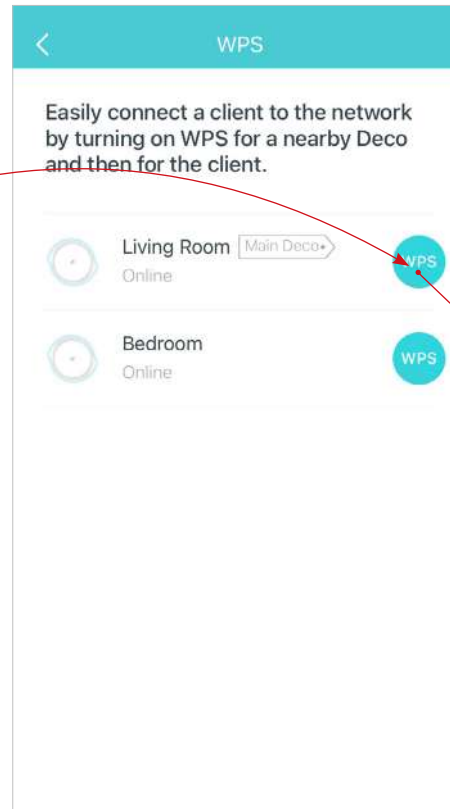 WPS
Easily connect a client to the network
by turning on WPS for a nearby Deco
and then for the client.
Living Room Main Deco
Online
WPS
Bedroom
Online
WPS